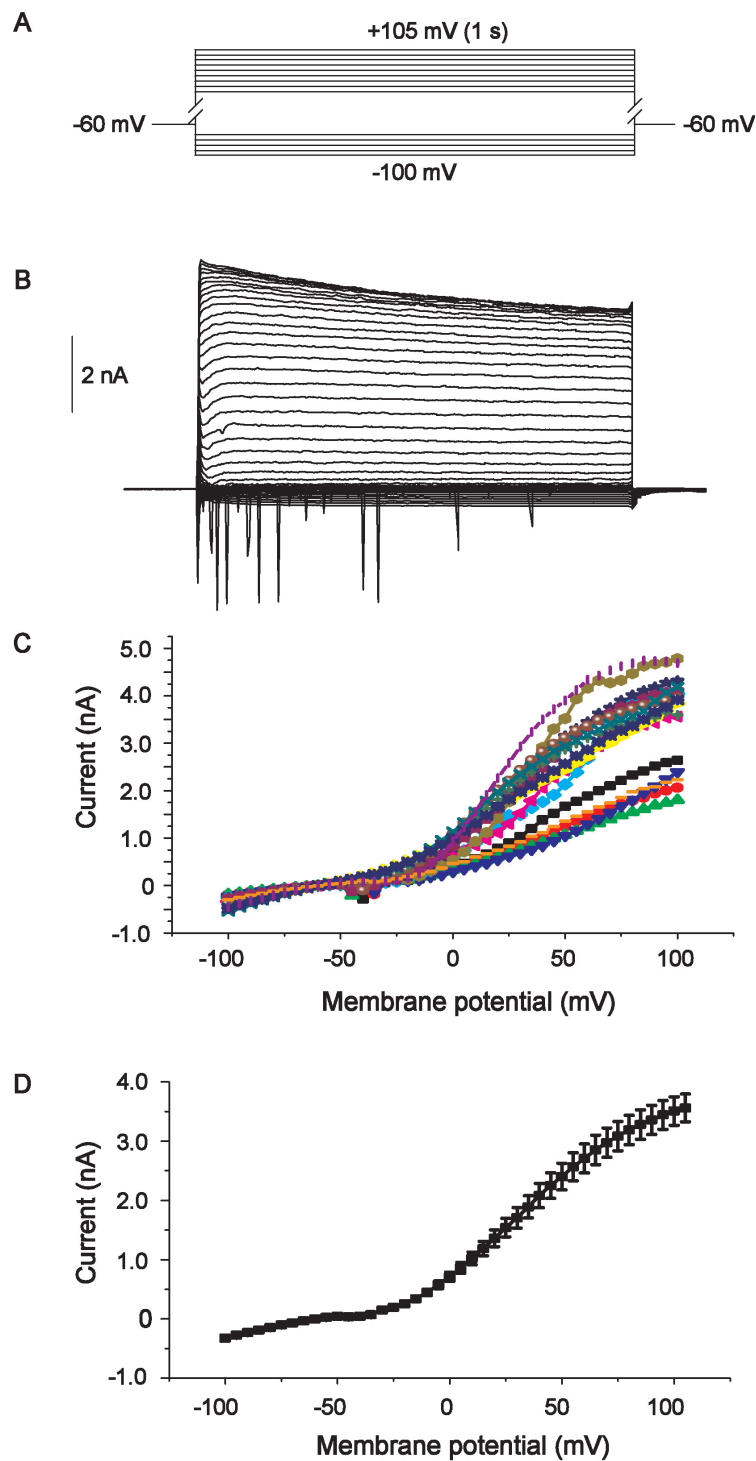 A
+105 mV (1 s)
-60 mV
-60 mV
-100 mV
B
2 nA
C
5.0
4.0
3.0
2.0
1.0
0
-1.0
Current (nA)
-100
-50
0
50
100
Membrane potential (mV)
D
4.0
3.0
2.0
1.0
0
-1.0
Current (nA)
-100
-50
0
50
100
Membrane potential (mV)